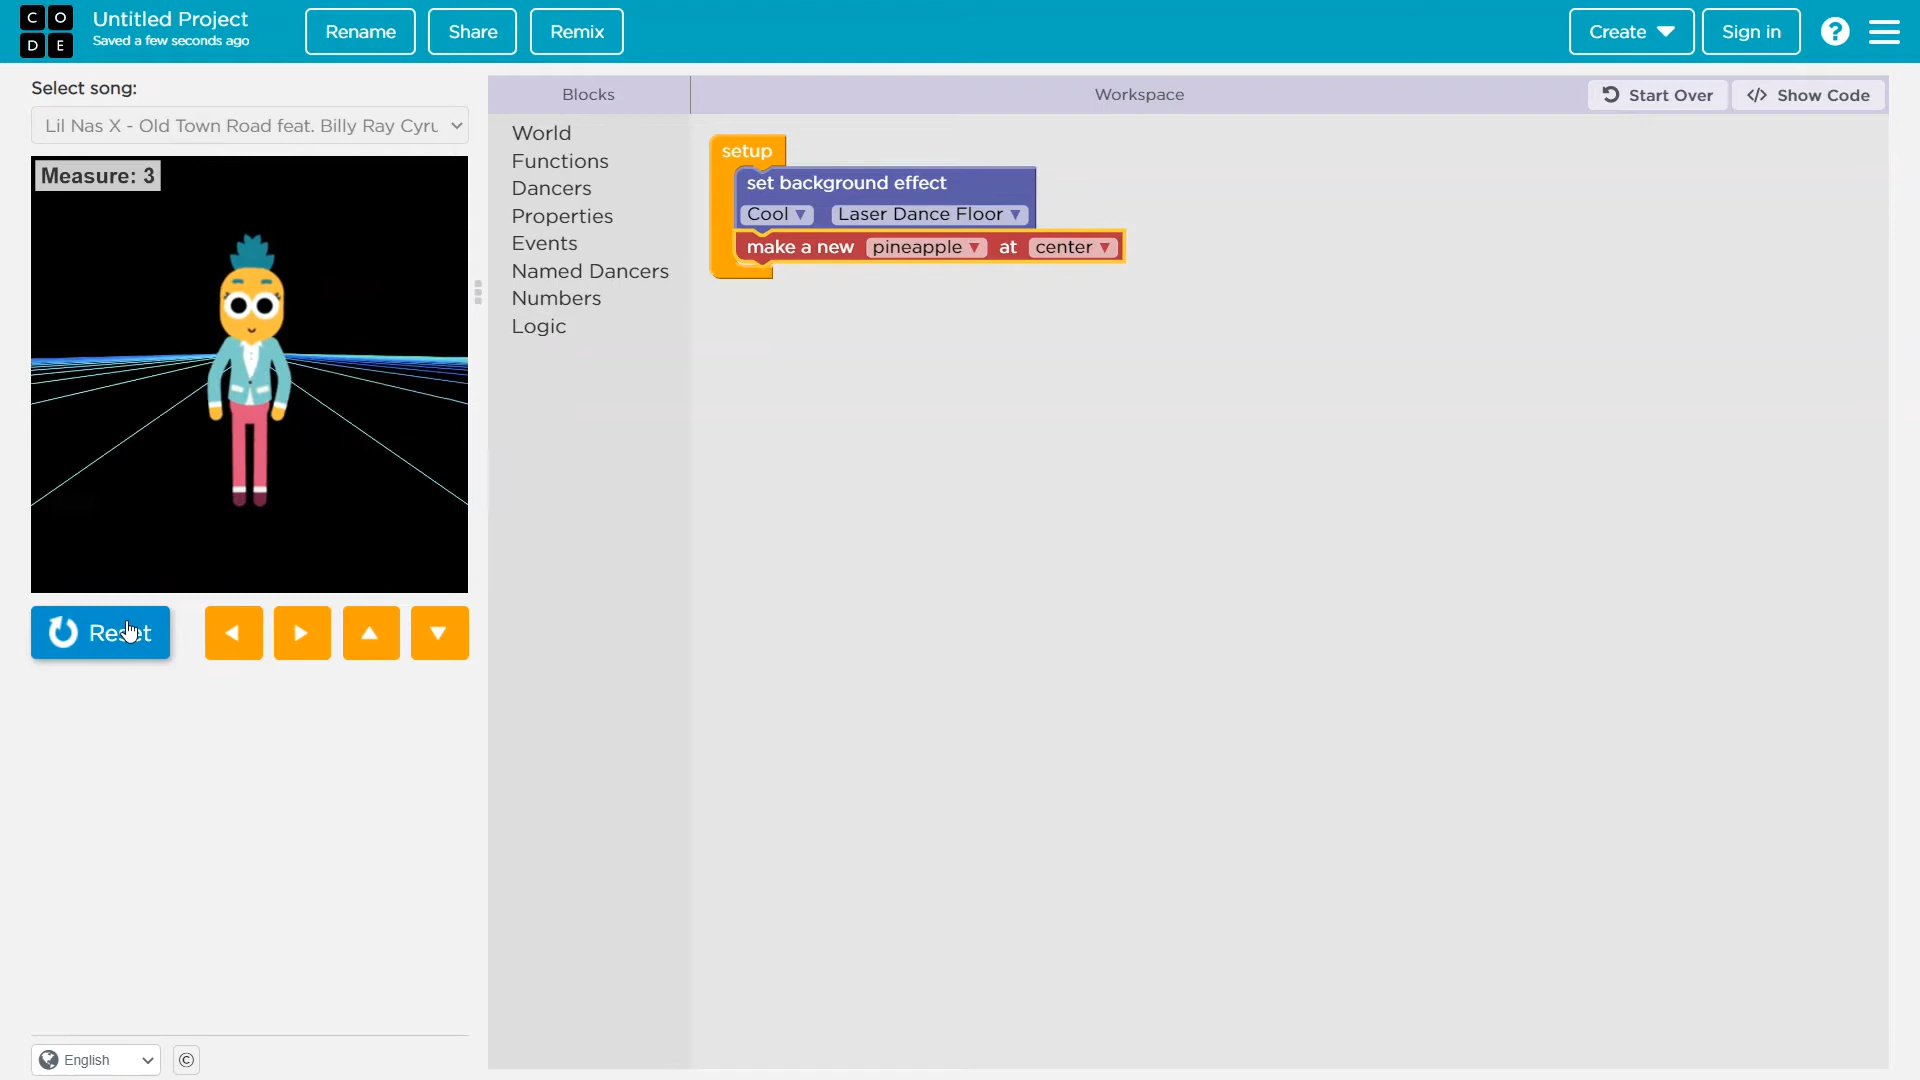 C O
D E
Untitled Project
Saved a few seconds ago
Rename
Share
Remix
Create
Sign in
?
Select song:
Lil Nas X - Old Town Road feat. Billy Ray Cyru
Measure: 3
Reset
English
©
Blocks
Workspace
Start Over
</> Show Code
World
Functions
Dancers
Properties
Events
Named Dancers
Numbers
Logic
setup
set background effect
Cool ▼ Laser Dance Floor ▼
make a new pineapple ▼ at center ▼